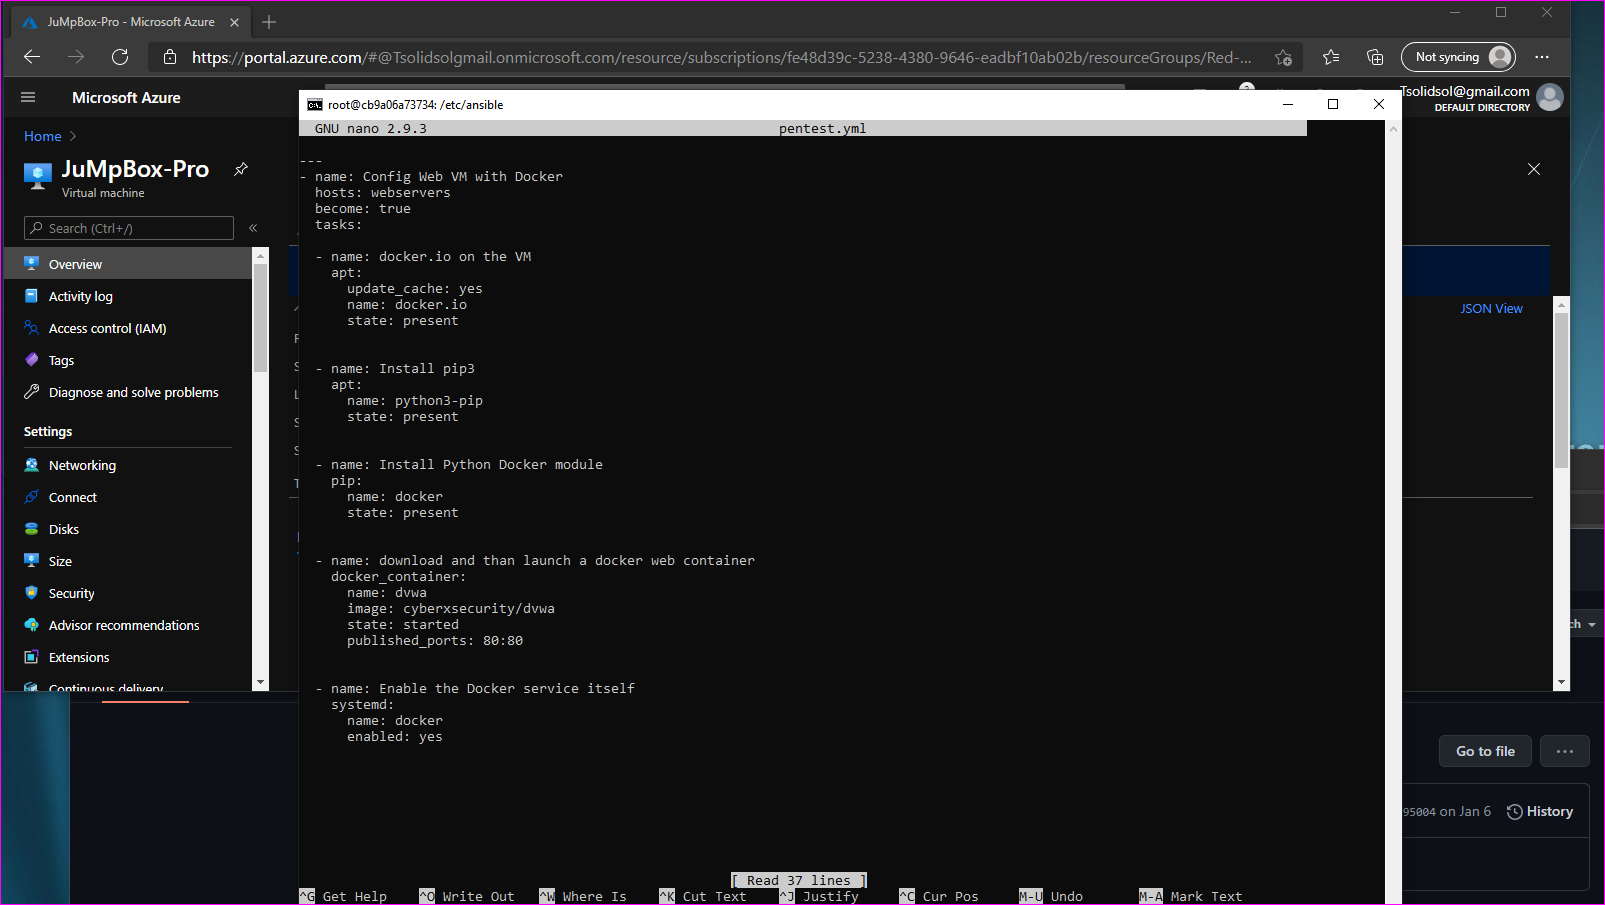 JuMpBox-Pro - Microsoft Azure
https://portal.azure.com/#@Tsolidsolgmail.onmicrosoft.com/resource/subscriptions/fe48d39c-5238-4380-9646-eadbf10ab02b/resourceGroups/Red-...
Not syncing
Microsoft Azure
Tsolidsol@gmail.com
DEFAULT DIRECTORY
Home
JuMpBox-Pro
Virtual machine
Search (Ctrl+/)
Overview
Activity log
Access control (IAM)
Tags
Diagnose and solve problems
Settings
Networking
Connect
Disks
Size
Security
Advisor recommendations
Extensions
Continuous delivery
root@cb9a06a73734: /etc/ansible
GNU nano 2.9.3 pentest.yml
---
- name: Config Web VM with Docker
hosts: webservers
become: true
tasks:
- name: docker.io on the VM
apt:
update_cache: yes
name: docker.io
state: present
- name: Install pip3
apt:
name: python3-pip
state: present
- name: Install Python Docker module
pip:
name: docker
state: present
- name: download and than launch a docker web container
docker_container:
name: dvwa
image: cyberxsecurity/dvwa
state: started
published_ports: 80:80
- name: Enable the Docker service itself
systemd:
name: docker
enabled: yes
[ Read 37 lines ]
^G Get Help ^O Write Out ^W Where Is ^K Cut Text ^J Justify ^C Cur Pos M-U Undo M-A Mark Text
JSON View
Go to file
95004 on Jan 6 History